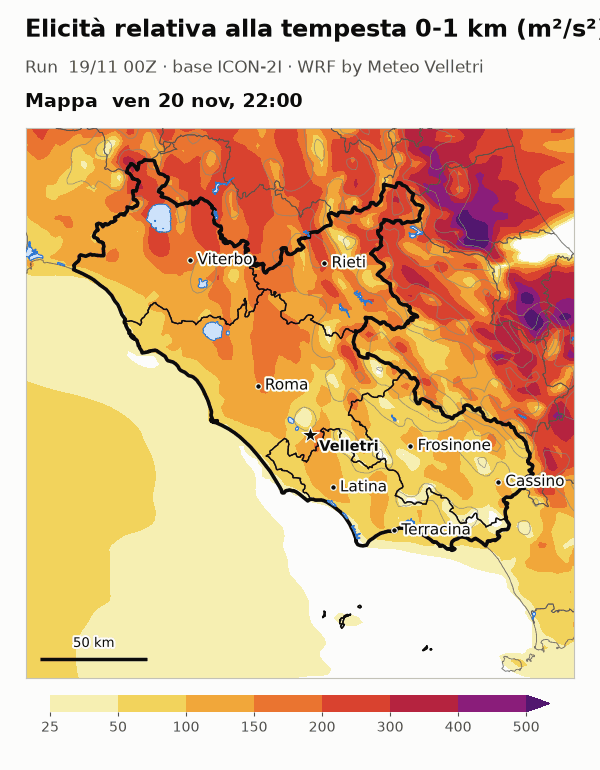 Elicità relativa alla tempesta 0-1 km (m²/s²)
Run  19/11 00Z · base ICON-2I · WRF by Meteo Velletri
Mappa  ven 20 nov, 22:00
Viterbo
Rieti
Roma
Velletri
Frosinone
Latina
Cassino
Terracina
50 km
25 50 100 150 200 300 400 500